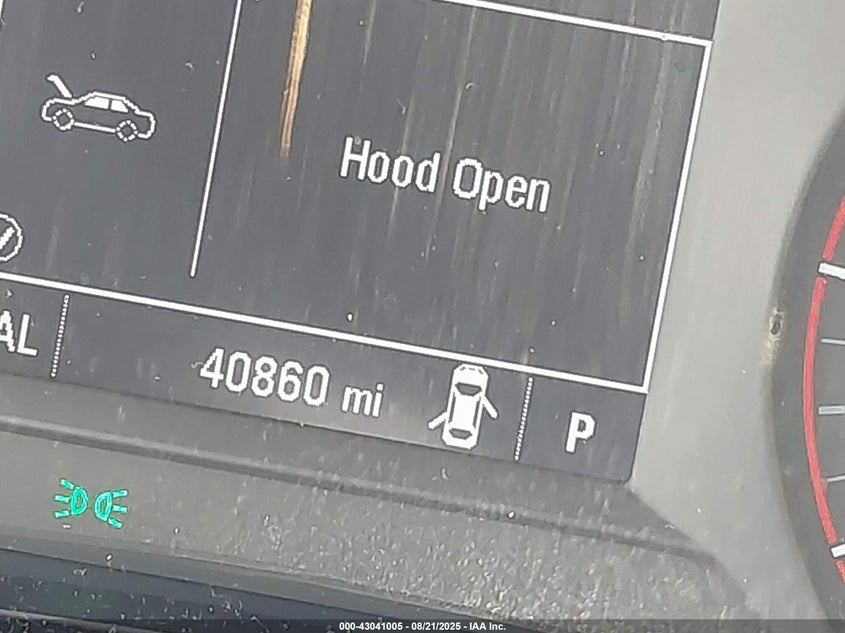 Hood Open
AL
40860 mi
P
000-43041005 - 08/21/2025 - IAA Inc.